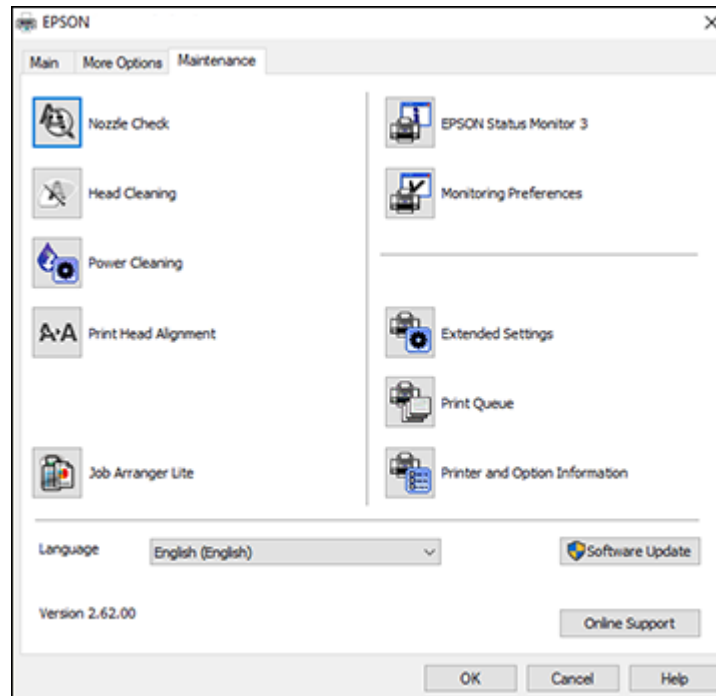 EPSON
Main More Options Maintenance
Nozzle Check
Head Cleaning
Power Cleaning
A A Print Head Alignment
Job Arranger Lite
EPSON Status Monitor 3
Monitoring Preferences
Extended Settings
Print Queue
Printer and Option Information
Language English (English) Software Update
Version 2.62.00 Online Support
OK Cancel Help